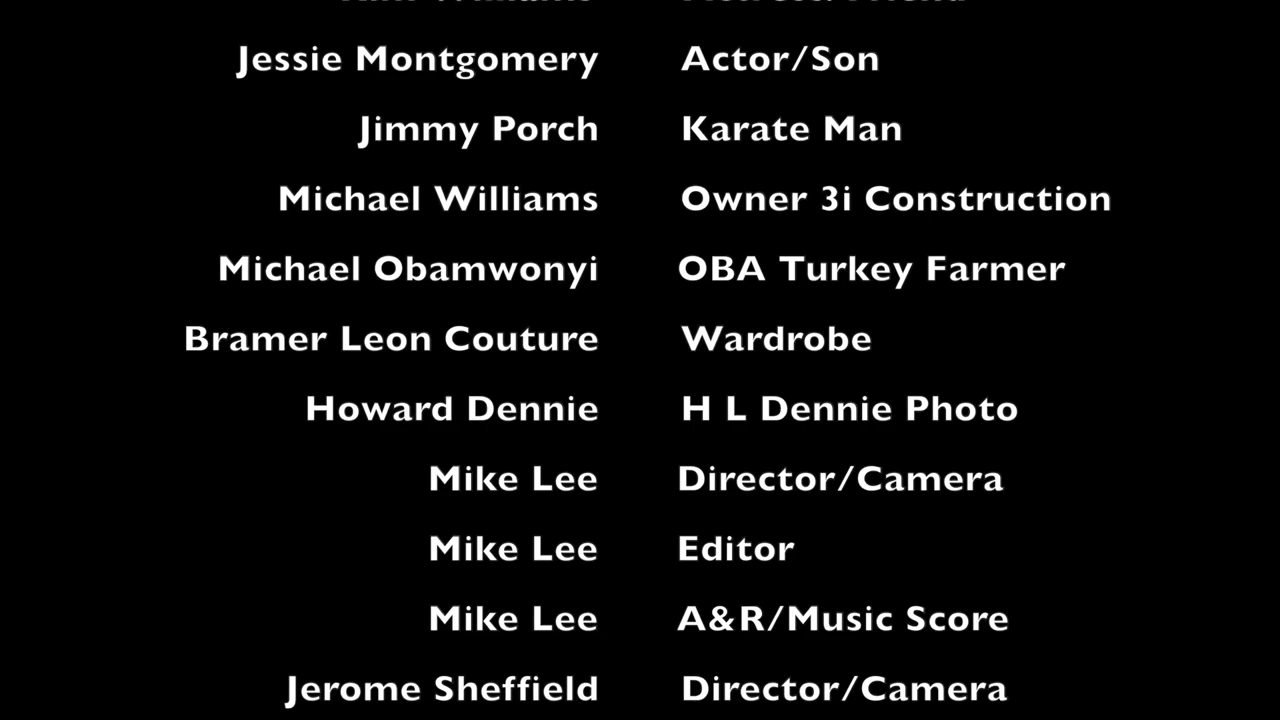 Williams
Jessie Montgomery Actor/Son
Jimmy Porch Karate Man
Michael Williams Owner 3i Construction
Michael Obamwonyi OBA Turkey Farmer
Bramer Leon Couture Wardrobe
Howard Dennie H L Dennie Photo
Mike Lee Director/Camera
Mike Lee Editor
Mike Lee A&R/Music Score
Jerome Sheffield Director/Camera